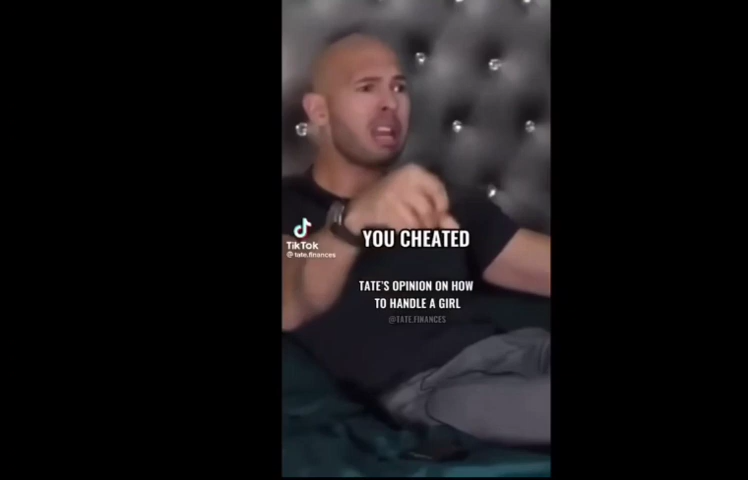 YOU CHEATED
TikTok
@tate.finances
TATE'S OPINION ON HOW
TO HANDLE A GIRL
@TATE.FINANCES